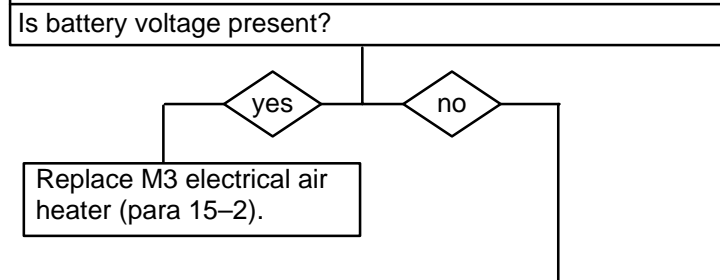 Is battery voltage present?
yes
no
Replace M3 electrical air
heater (para 15–2).